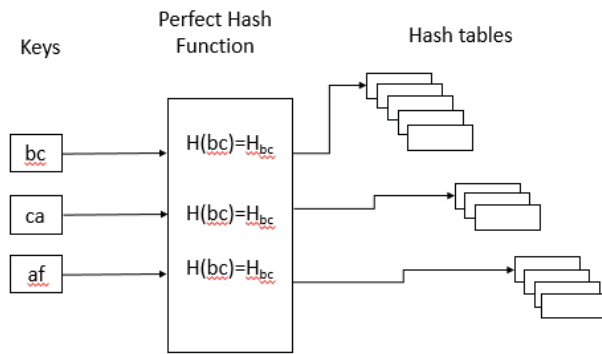 Keys
Perfect Hash
Function
Hash tables
bc
H(bc)=Hbc
ca
H(bc)=Hbc
af
H(bc)=Hbc